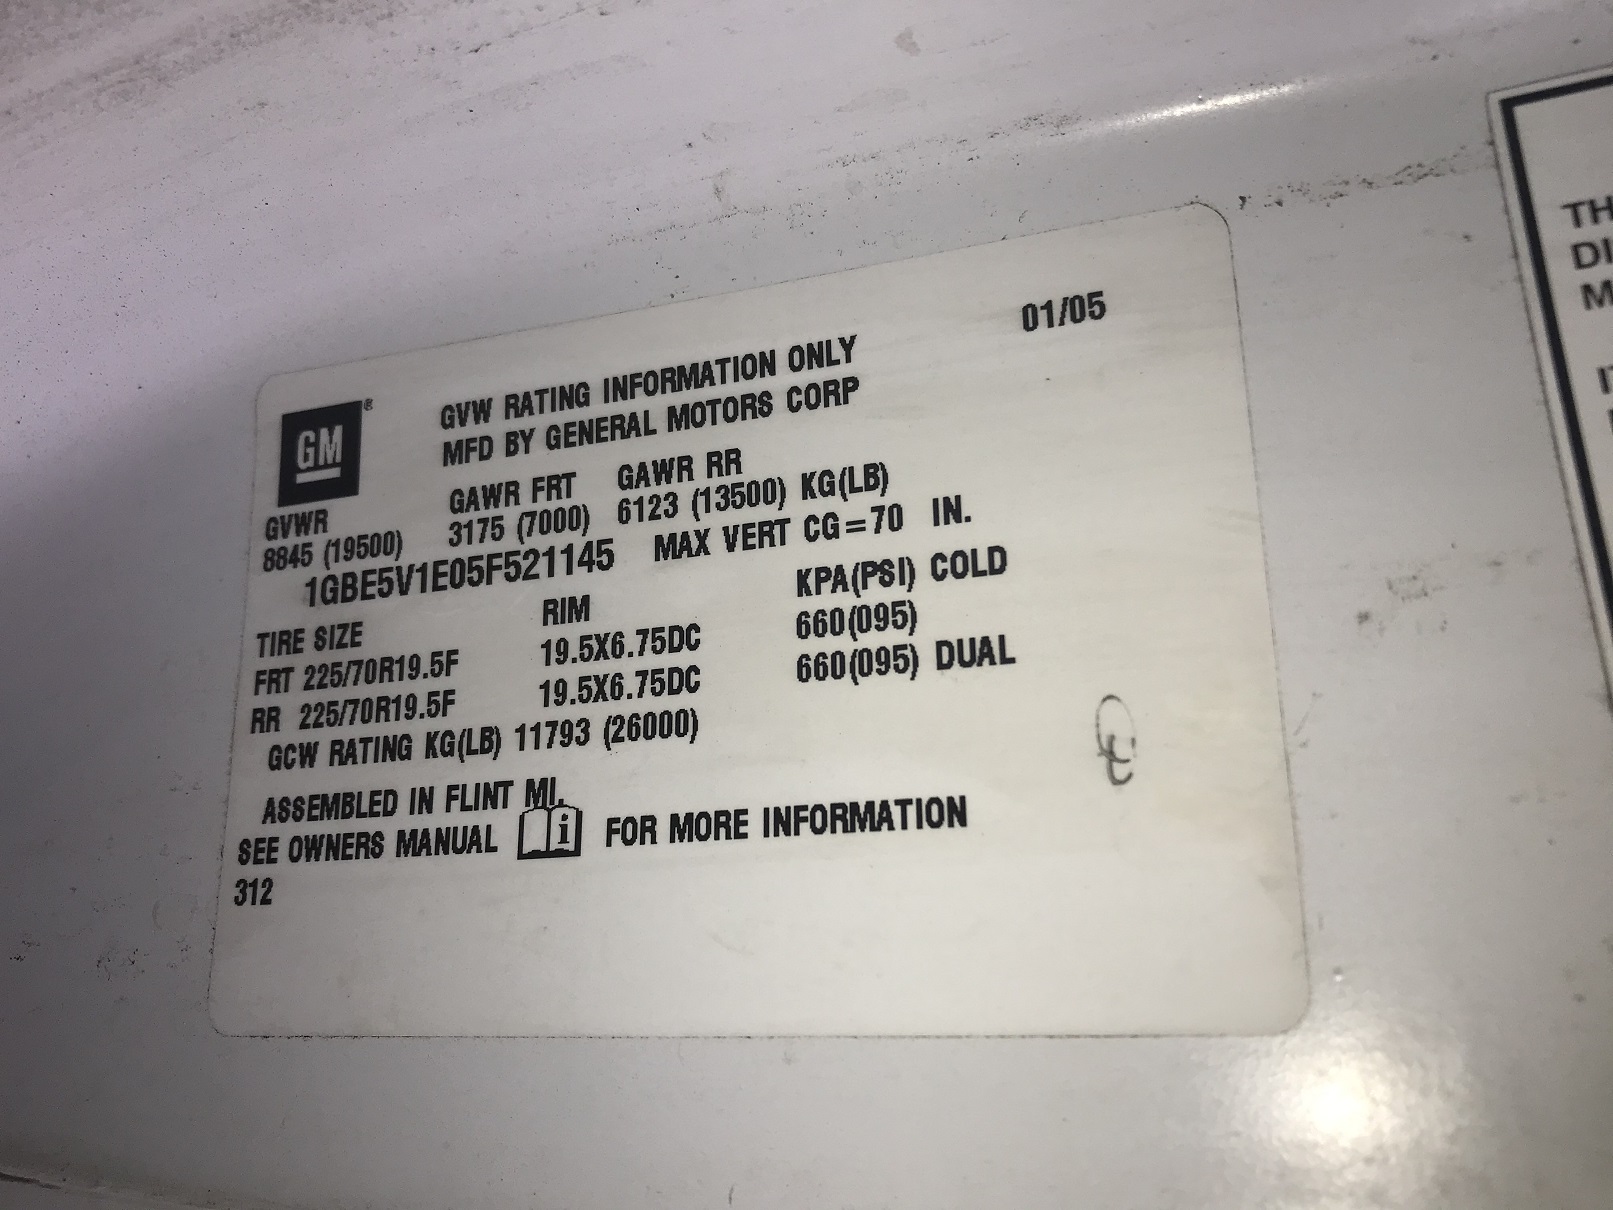 01/05
GM ®
GVW RATING INFORMATION ONLY
MFD BY GENERAL MOTORS CORP
GVWR GAWR FRT GAWR RR
8845 (19500) 3175 (7000) 6123 (13500) KG(LB)
1GBE5V1E05F521145 MAX VERT CG=70 IN.
TIRE SIZE RIM KPA(PSI) COLD
FRT 225/70R19.5F 19.5X6.75DC 660(095)
RR 225/70R19.5F 19.5X6.75DC 660(095) DUAL
GCW RATING KG(LB) 11793 (26000)
ASSEMBLED IN FLINT MI.
SEE OWNERS MANUAL i FOR MORE INFORMATION
312
TH
DI
M